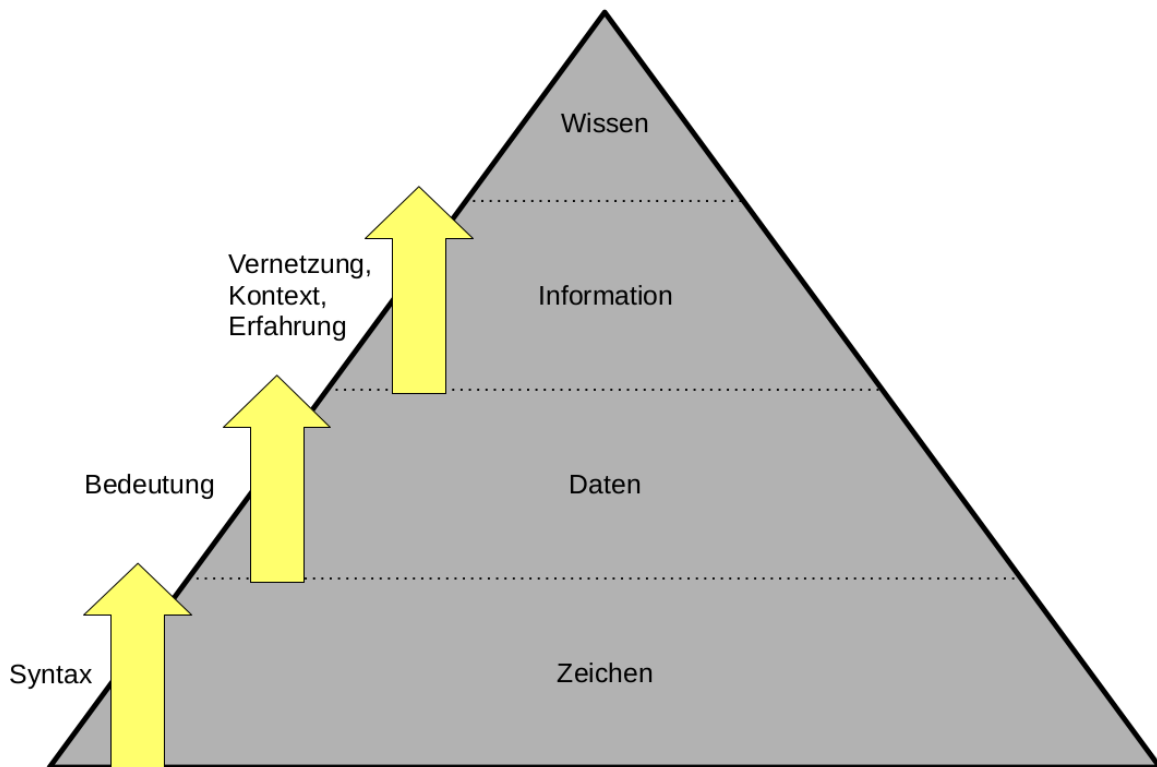 Wissen
Vernetzung,
Kontext,
Erfahrung
Information
Bedeutung
Daten
Syntax
Zeichen